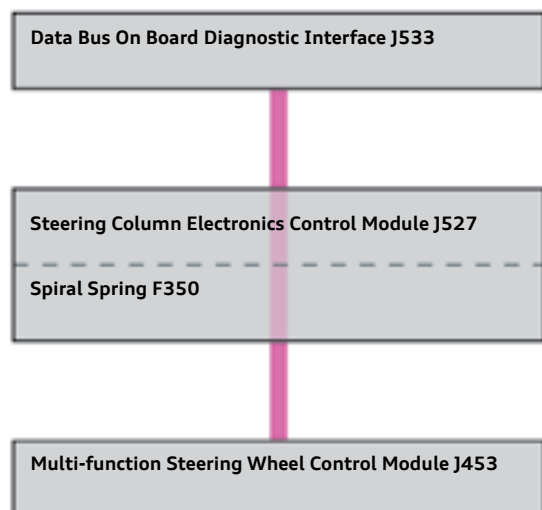 Data Bus On Board Diagnostic Interface J533
Steering Column Electronics Control Module J527
Spiral Spring F350
Multi-function Steering Wheel Control Module J453